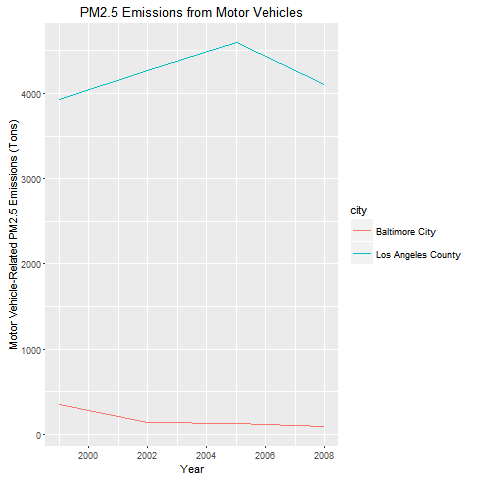 PM2.5 Emissions from Motor Vehicles
Motor Vehicle-Related PM2.5 Emissions (Tons)
4000
3000
2000
1000
0
2000 2002 2004 2006 2008
Year
city
Baltimore City
Los Angeles County